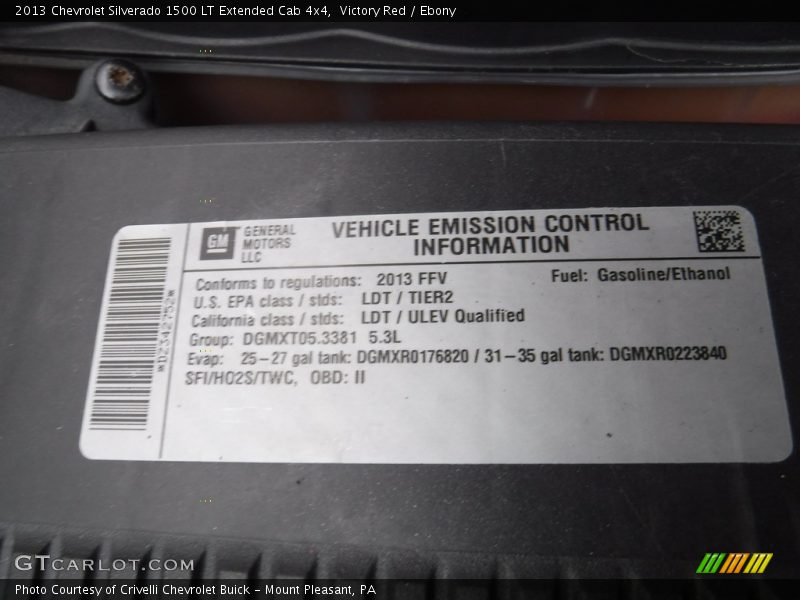 2013 Chevrolet Silverado 1500 LT Extended Cab 4x4,  Victory Red / Ebony
GM
GENERAL
MOTORS
LLC
VEHICLE EMISSION CONTROL
INFORMATION
Conforms to regulations: 2013 FFV
Fuel: Gasoline/Ethanol
U.S. EPA class / stds: LDT / TIER2
California class / stds: LDT / ULEV Qualified
Group: DGMXT05.3381 5.3L
Evap: 25-27 gal tank: DGMXR0176820 / 31-35 gal tank: DGMXR0223840
SFI/HO2S/TWC, OBD: II
GTCARLOT.COM
Photo Courtesy of Crivelli Chevrolet Buick - Mount Pleasant, PA